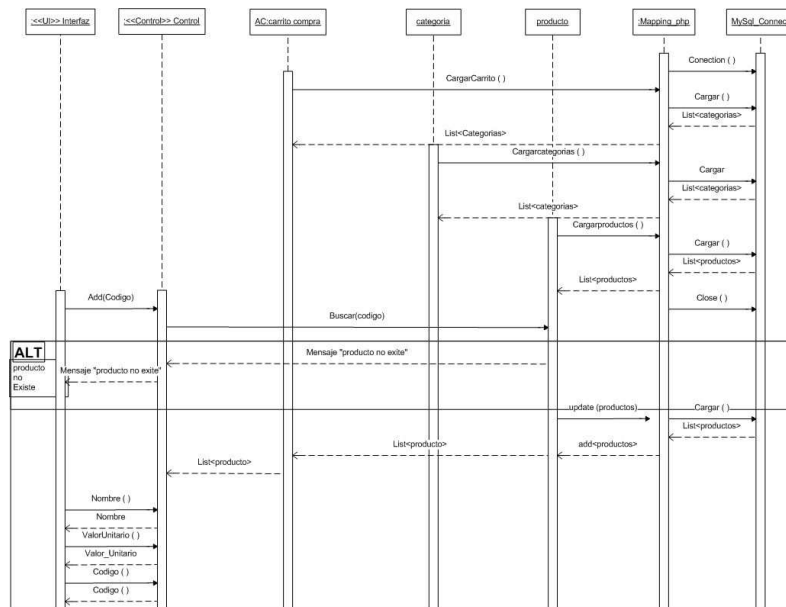 :<<UI>> Interfaz
:<<Control>> Control
AC:carrito compra
categoria
producto
:Mapping_php
MySql_Connec
Conection ( )
CargarCarrito ( )
Cargar ( )
List<categorias>
List<Categorias>
Cargarcategorias ( )
Cargar
List<categorias>
List<categorias>
Cargarproductos ( )
Cargar ( )
List<productos>
List<productos>
Add(Codigo)
Close ( )
Buscar(codigo)
ALT
producto
no
Existe
Mensaje "producto no exite"
Mensaje "producto no exite"
update (productos)
Cargar ( )
List<productos>
List<producto>
add<productos>
List<producto>
Nombre ( )
Nombre
ValorUnitario ( )
Valor_Unitario
Codigo ( )
Codigo ( )